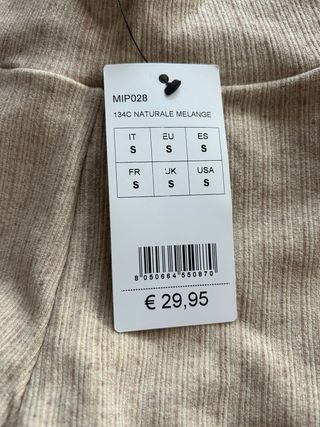 MIP028
134C NATURALE MELANGE
IT EU ES
S S S
FR UK USA
S S S
8 050664 550870
€ 29,95